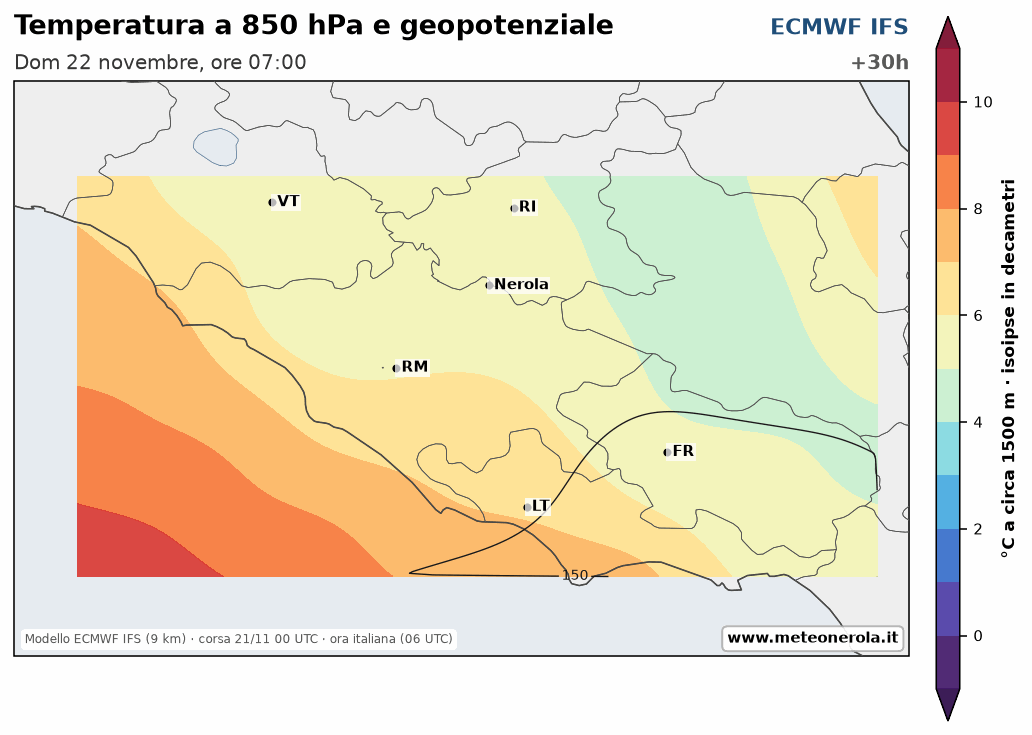 Temperatura a 850 hPa e geopotenziale
ECMWF IFS
Dom 22 novembre, ore 07:00
+30h
VT
RI
Nerola
RM
FR
LT
150
Modello ECMWF IFS (9 km) · corsa 21/11 00 UTC · ora italiana (06 UTC)
www.meteonerola.it
10
8
6
4
2
0
°C a circa 1500 m · isoipse in decametri